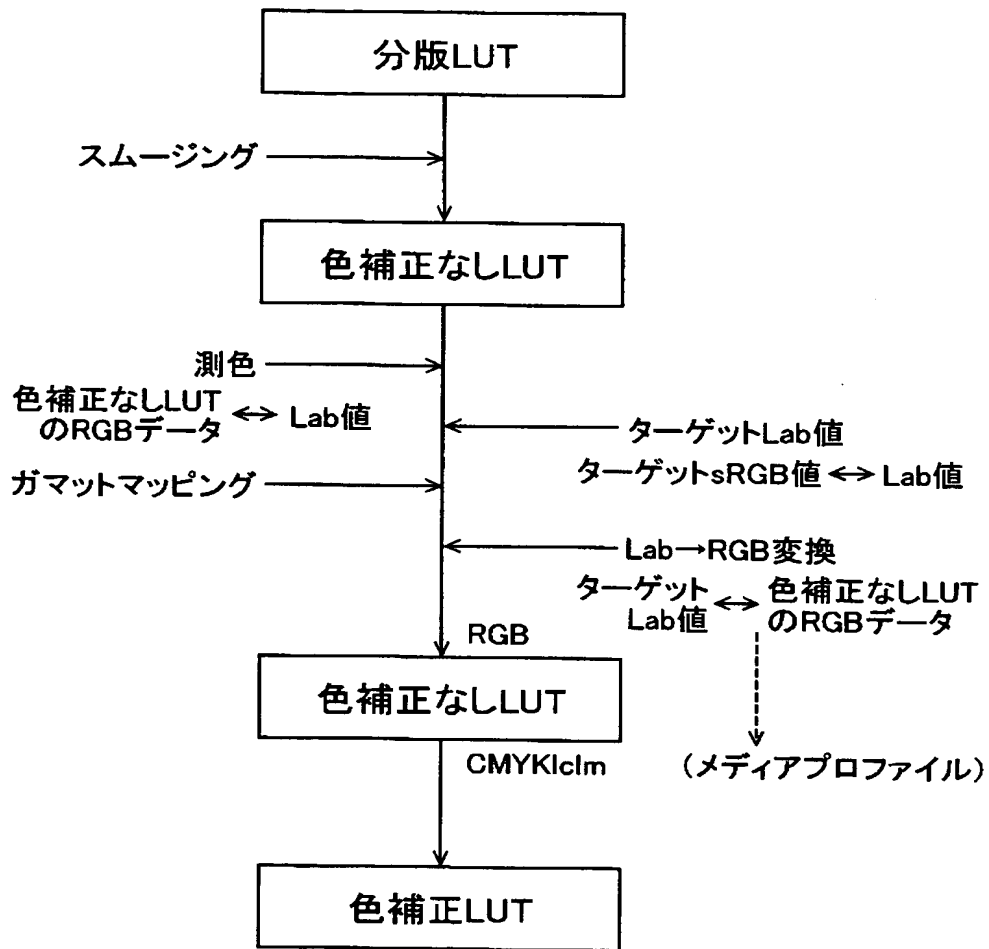 分版LUT
スムージング
色補正なしLUT
測色
色補正なしLUT
のRGBデータ
Lab値
ターゲットLab値
ターゲットsRGB値 ↔ Lab値
ガマットマッピング
Lab→RGB変換
ターゲット
Lab値
色補正なしLUT
のRGBデータ
RGB
色補正なしLUT
CMYKlclm
(メディアプロファイル)
色補正LUT